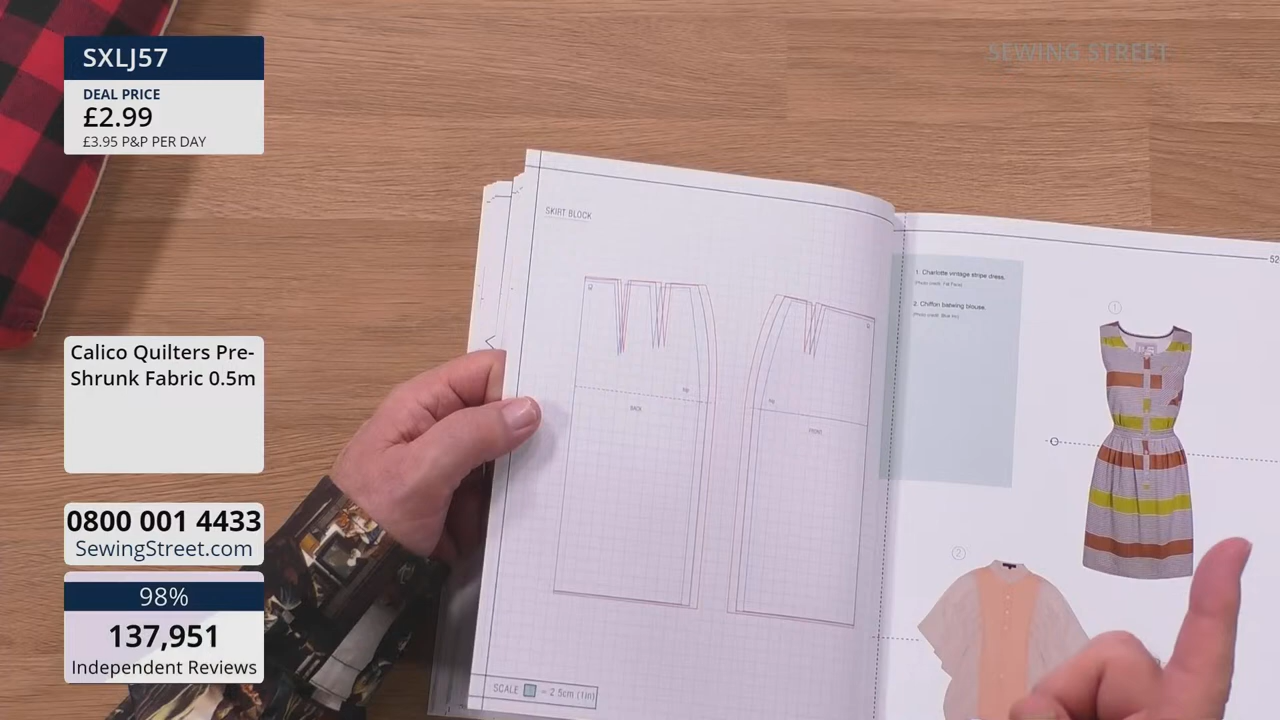 SXLJ57
DEAL PRICE
£2.99
£3.95 P&P PER DAY
Calico Quilters Pre-
Shrunk Fabric 0.5m
0800 001 4433
SewingStreet.com
98%
137,951
Independent Reviews
SEWING STREET
SKIRT BLOCK
BACK
FRONT
SCALE = 2.5cm (1in)
52
1. Charlotte vintage stripe dress.
2. Chiffon batwing blouse.
1
2